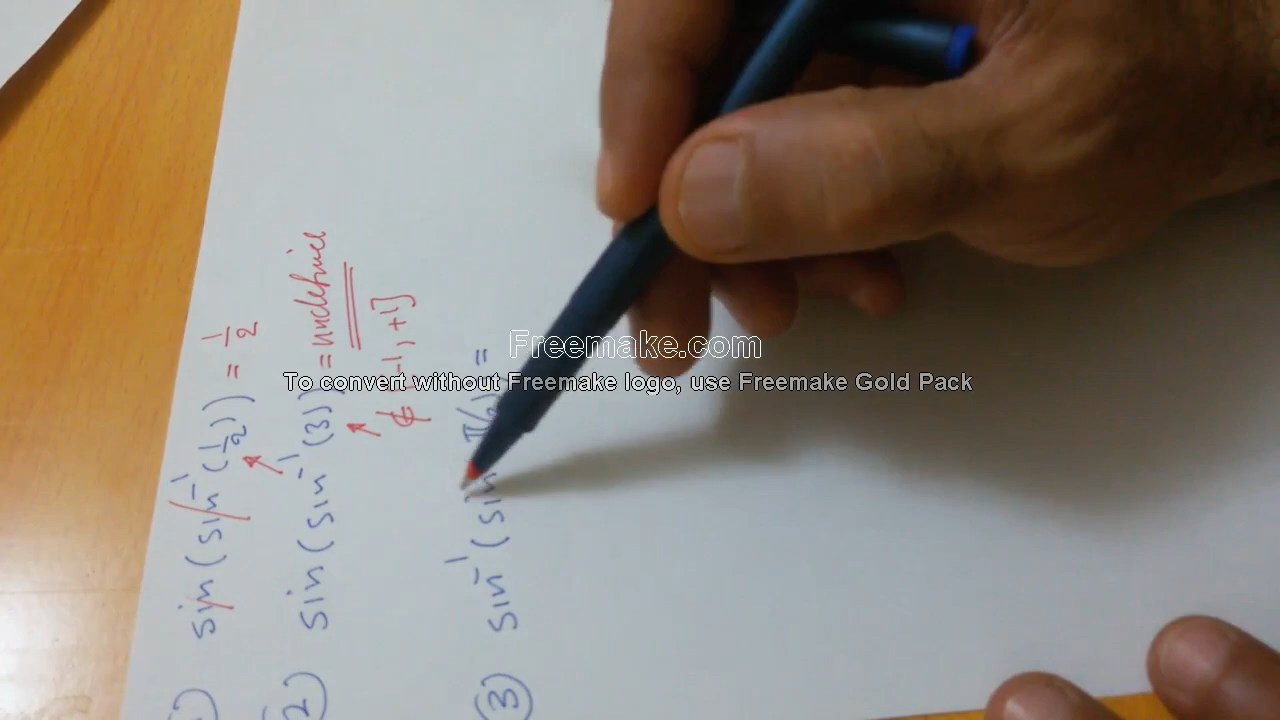 1) sin(sin⁻¹(1/2)) = 1/2
2) sin(sin⁻¹(3)) = undefine
∉ [-1, +1]
3) sin⁻¹(sin π/6) =
Freemake.com
To convert without Freemake logo, use Freemake Gold Pack